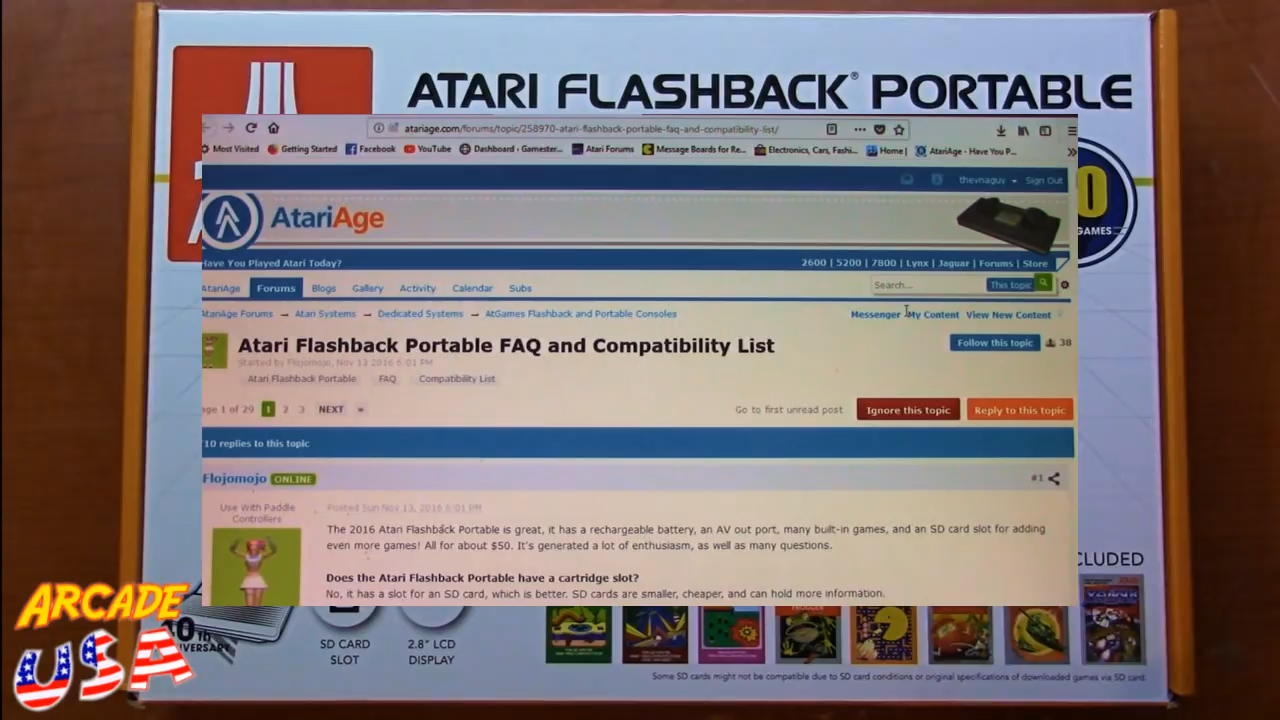 ATARI FLASHBACK® PORTABLE
atariage.com/forums/topic/258970-atari-flashback-portable-faq-and-compatibility-list/
Most Visited Getting Started Facebook YouTube Dashboard - Gamester... Atari Forums Message Boards for Re... Electronics, Cars, Fashi... Home | AtariAge - Have You P...
thevnaguy Sign Out
0
GAMES
AtariAge
Have You Played Atari Today?
2600 | 5200 | 7800 | Lynx | Jaguar | Forums | Store
AtariAge Forums Blogs Gallery Activity Calendar Subs
Search... This topic
AtariAge Forums → Atari Systems → Dedicated Systems → AtGames Flashback and Portable Consoles
Messenger My Content View New Content
Atari Flashback Portable FAQ and Compatibility List
Follow this topic 38
Started by Flojomojo, Nov 13 2016 6:01 PM
Atari Flashback Portable FAQ Compatibility List
age 1 of 29 1 2 3 NEXT »
Go to first unread post Ignore this topic Reply to this topic
710 replies to this topic
Flojomojo ONLINE
#1
Use With Paddle
Controllers
Posted Sun Nov 13, 2016 6:01 PM
The 2016 Atari Flashback Portable is great, it has a rechargeable battery, an AV out port, many built-in games, and an SD card slot for adding
even more games! All for about $50. It's generated a lot of enthusiasm, as well as many questions.
Does the Atari Flashback Portable have a cartridge slot?
No, it has a slot for an SD card, which is better. SD cards are smaller, cheaper, and can hold more information.
CLUDED
ARCADE
USA
40th
SD CARD
SLOT
2.8" LCD
DISPLAY
FROGGER
Some SD cards might not be compatible due to SD card conditions or original specifications of downloaded games via SD card.